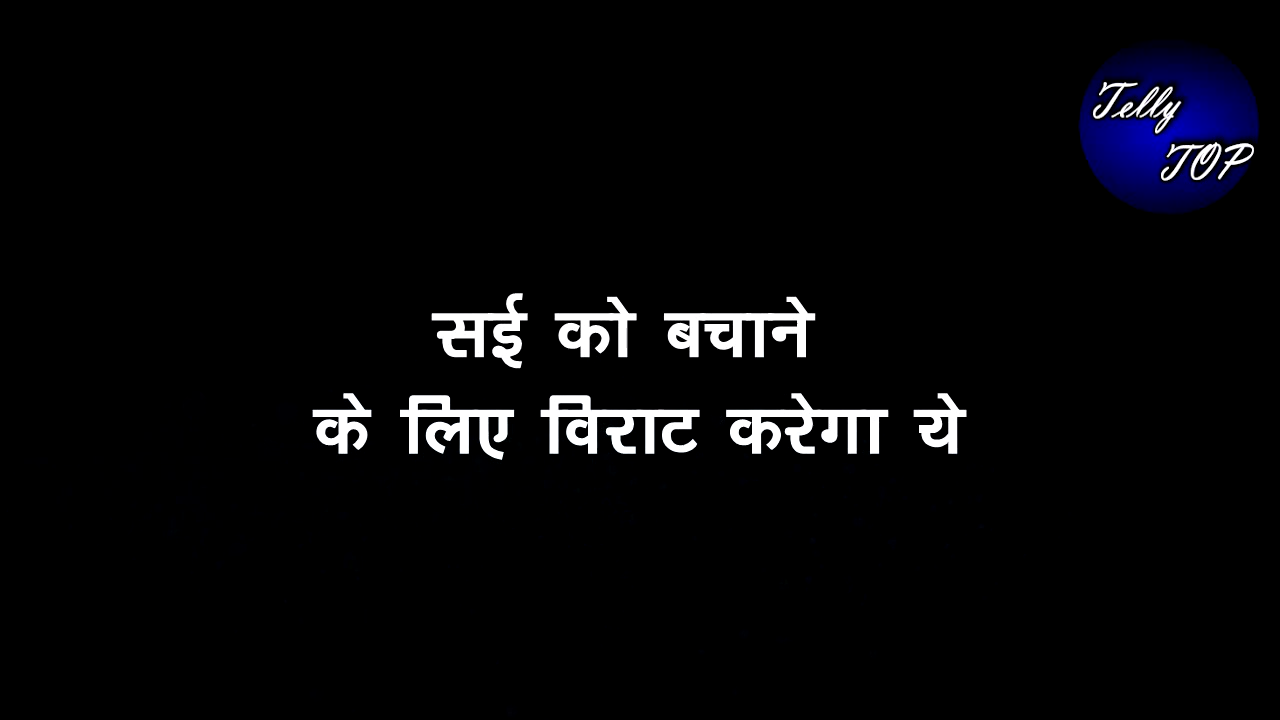 Telly
TOP
सई को बचाने
के लिए विराट करेगा ये